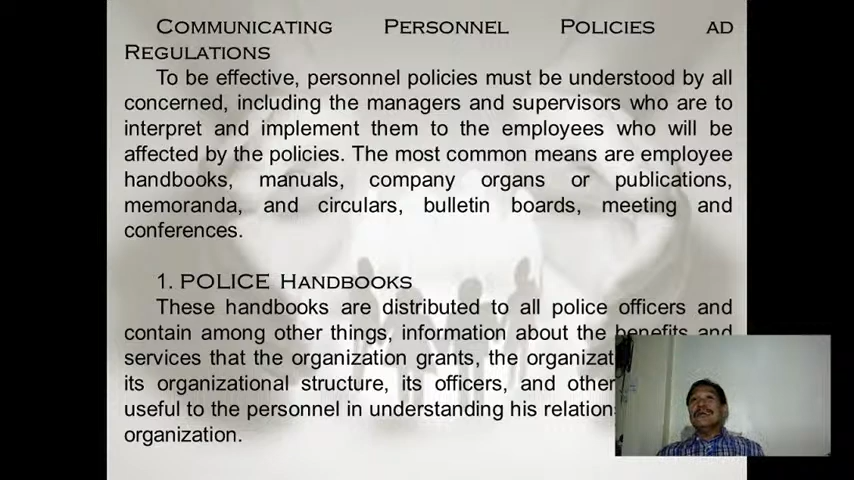 COMMUNICATING PERSONNEL POLICIES AD
REGULATIONS
To be effective, personnel policies must be understood by all
concerned, including the managers and supervisors who are to
interpret and implement them to the employees who will be
affected by the policies. The most common means are employee
handbooks, manuals, company organs or publications,
memoranda, and circulars, bulletin boards, meeting and
conferences.
1. POLICE HANDBOOKS
These handbooks are distributed to all police officers and
contain among other things, information about the benefits and
services that the organization grants, the
its organizational structure, its officers, and other
useful to the personnel in understanding his
organization.